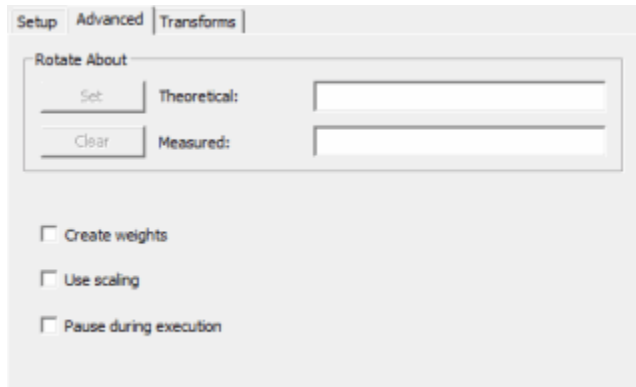 Setup Advanced Transforms
Rotate About
Set Theoretical:
Clear Measured:
Create weights
Use scaling
Pause during execution